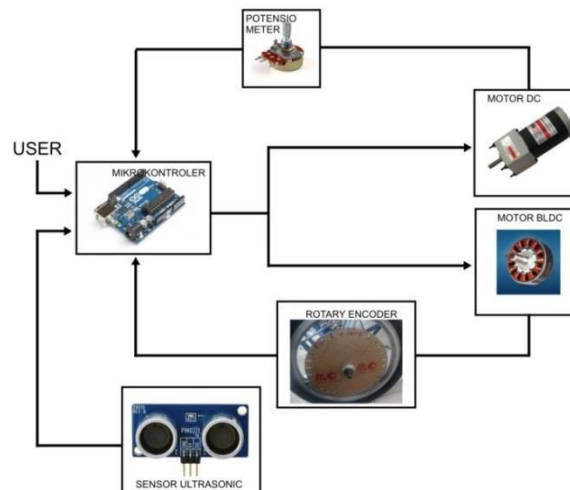 POTENSIO
METER
MOTOR DC
USER
MIKROKONTROLER
MOTOR BLDC
ROTARY ENCODER
SENSOR ULTRASONIC